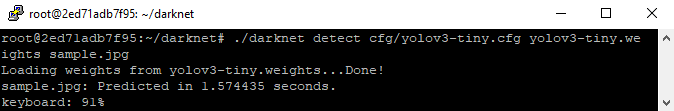 root@2ed71adb7f95: ~/darknet
root@2ed71adb7f95:~/darknet# ./darknet detect cfg/yolov3-tiny.cfg yolov3-tiny.we
ights sample.jpg
Loading weights from yolov3-tiny.weights...Done!
sample.jpg: Predicted in 1.574435 seconds.
keyboard: 91%